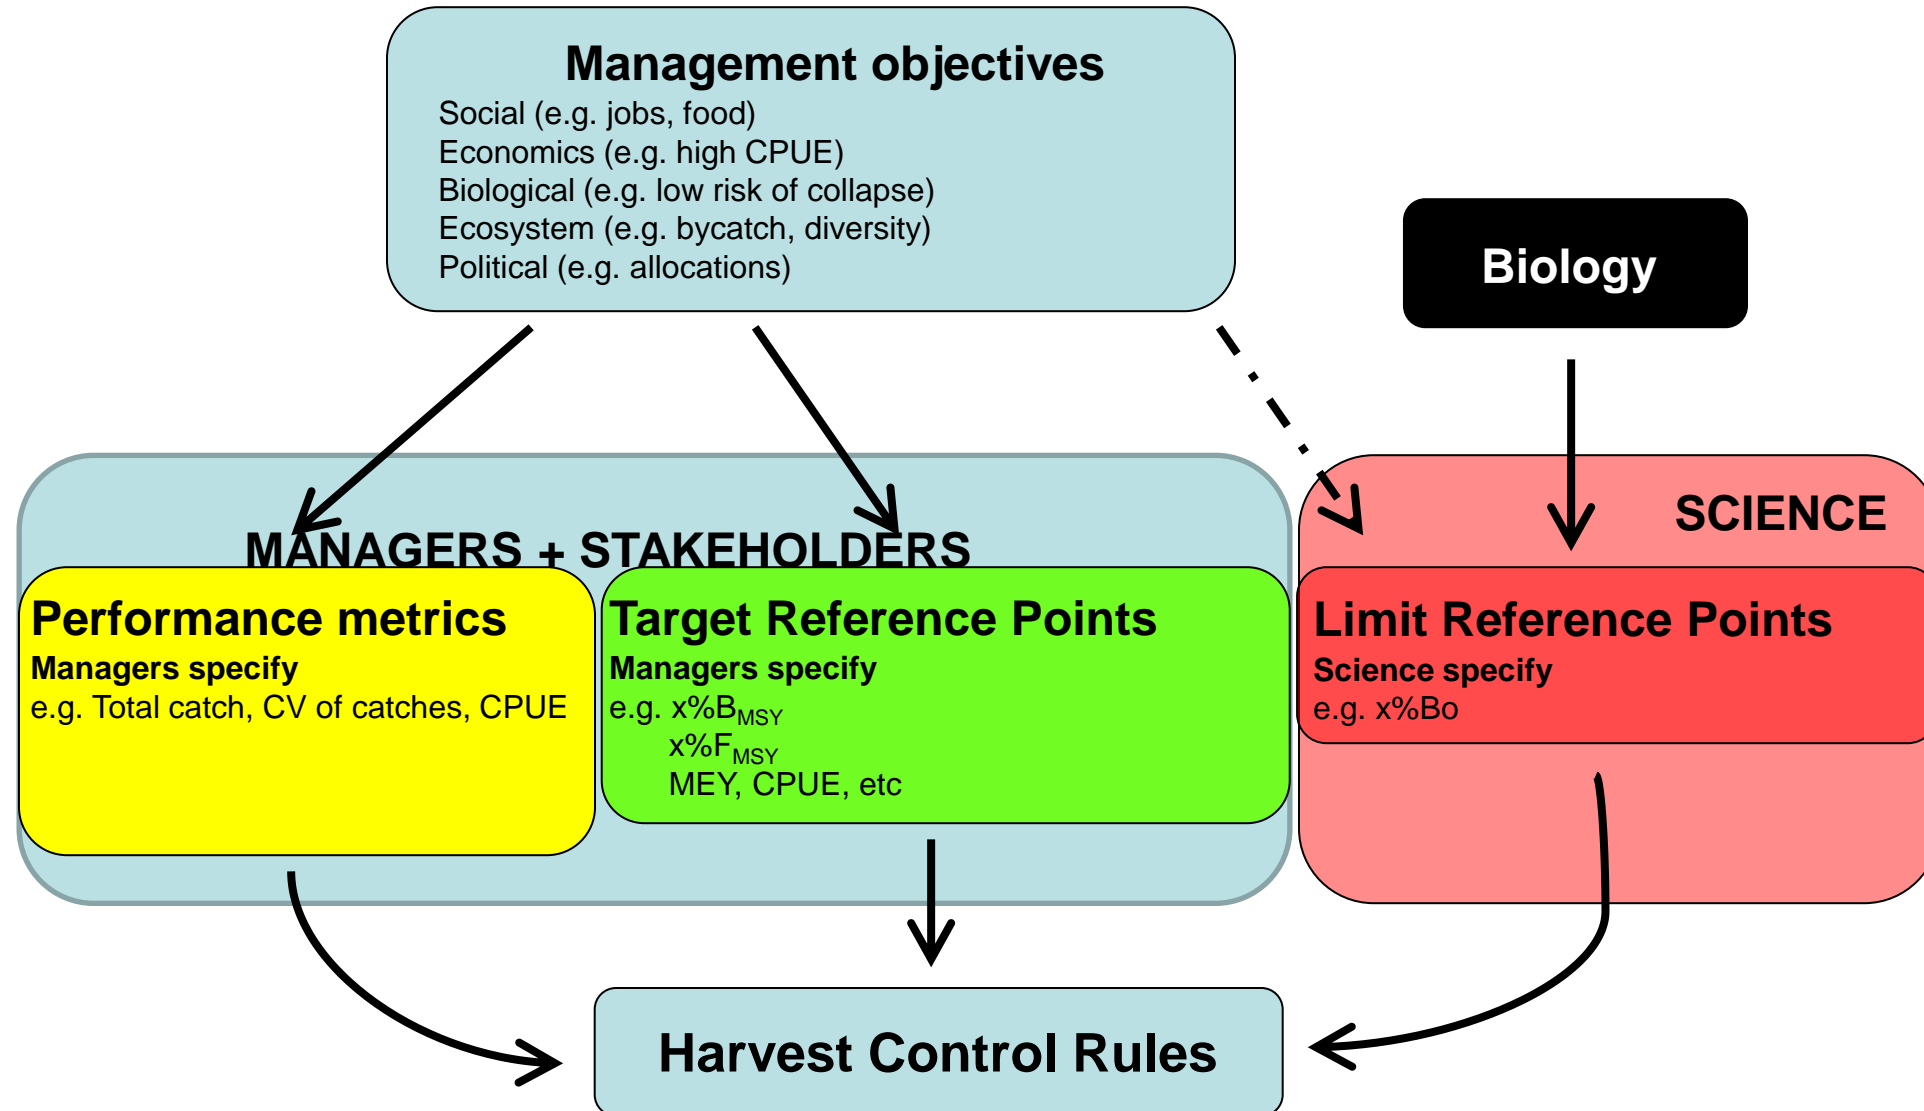 Management objectives
Social (e.g. jobs, food)
Economics (e.g. high CPUE)
Biological (e.g. low risk of collapse)
Ecosystem (e.g. bycatch, diversity)
Political (e.g. allocations)
Biology
MANAGERS + STAKEHOLDERS
SCIENCE
Performance metrics
Managers specify
e.g. Total catch, CV of catches, CPUE
Target Reference Points
Managers specify
e.g. x%BMSY
x%FMSY
MEY, CPUE, etc
Limit Reference Points
Science specify
e.g. x%Bo
Harvest Control Rules